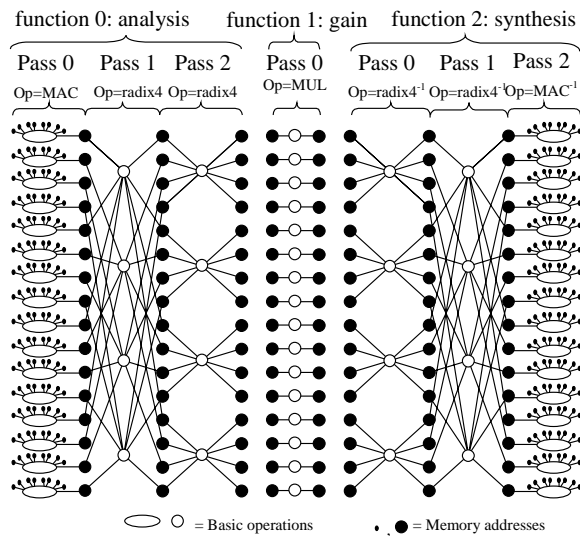 function 0: analysis function 1: gain function 2: synthesis
Pass 0 Pass 1 Pass 2 Pass 0 Pass 0 Pass 1 Pass 2
Op=MAC Op=radix4 Op=radix4 Op=MUL Op=radix4⁻¹ Op=radix4⁻¹ Op=MAC⁻¹
= Basic operations , = Memory addresses